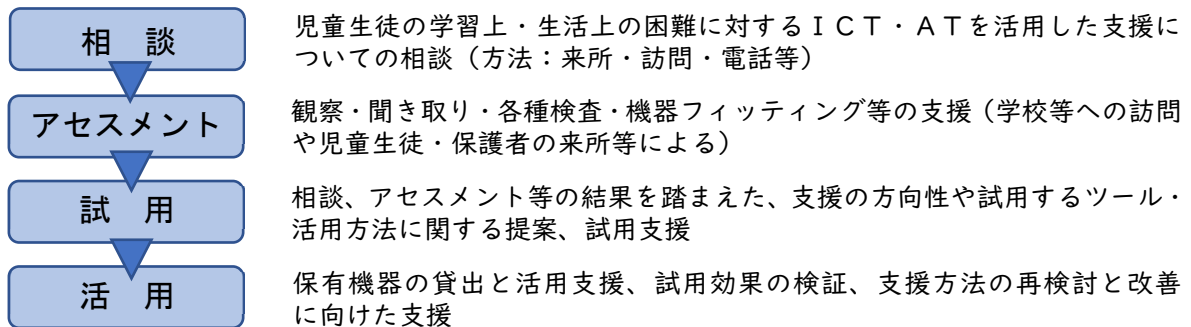 相　談
児童生徒の学習上・生活上の困難に対するＩＣＴ・ＡＴを活用した支援に
ついての相談（方法：来所・訪問・電話等）
アセスメント
観察・聞き取り・各種検査・機器フィッティング等の支援（学校等への訪問
や児童生徒・保護者の来所等による）
試　用
相談、アセスメント等の結果を踏まえた、支援の方向性や試用するツール・
活用方法に関する提案、試用支援
活　用
保有機器の貸出と活用支援、試用効果の検証、支援方法の再検討と改善
に向けた支援